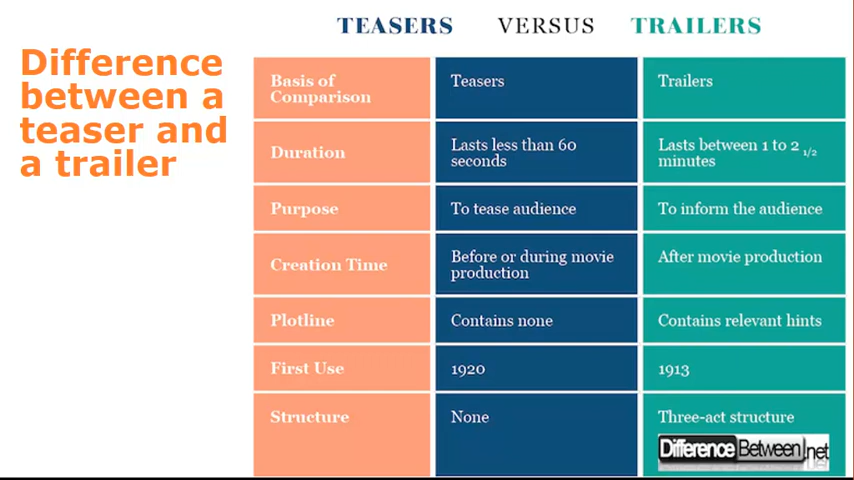 TEASERS VERSUS TRAILERS
Difference
between a
teaser and
a trailer
Basis of
Comparison
Teasers
Trailers
Duration
Lasts less than 60
seconds
Lasts between 1 to 2 1/2
minutes
Purpose
To tease audience
To inform the audience
Creation Time
Before or during movie
production
After movie production
Plotline
Contains none
Contains relevant hints
First Use
1920
1913
Structure
None
Three-act structure
DifferenceBetween.net